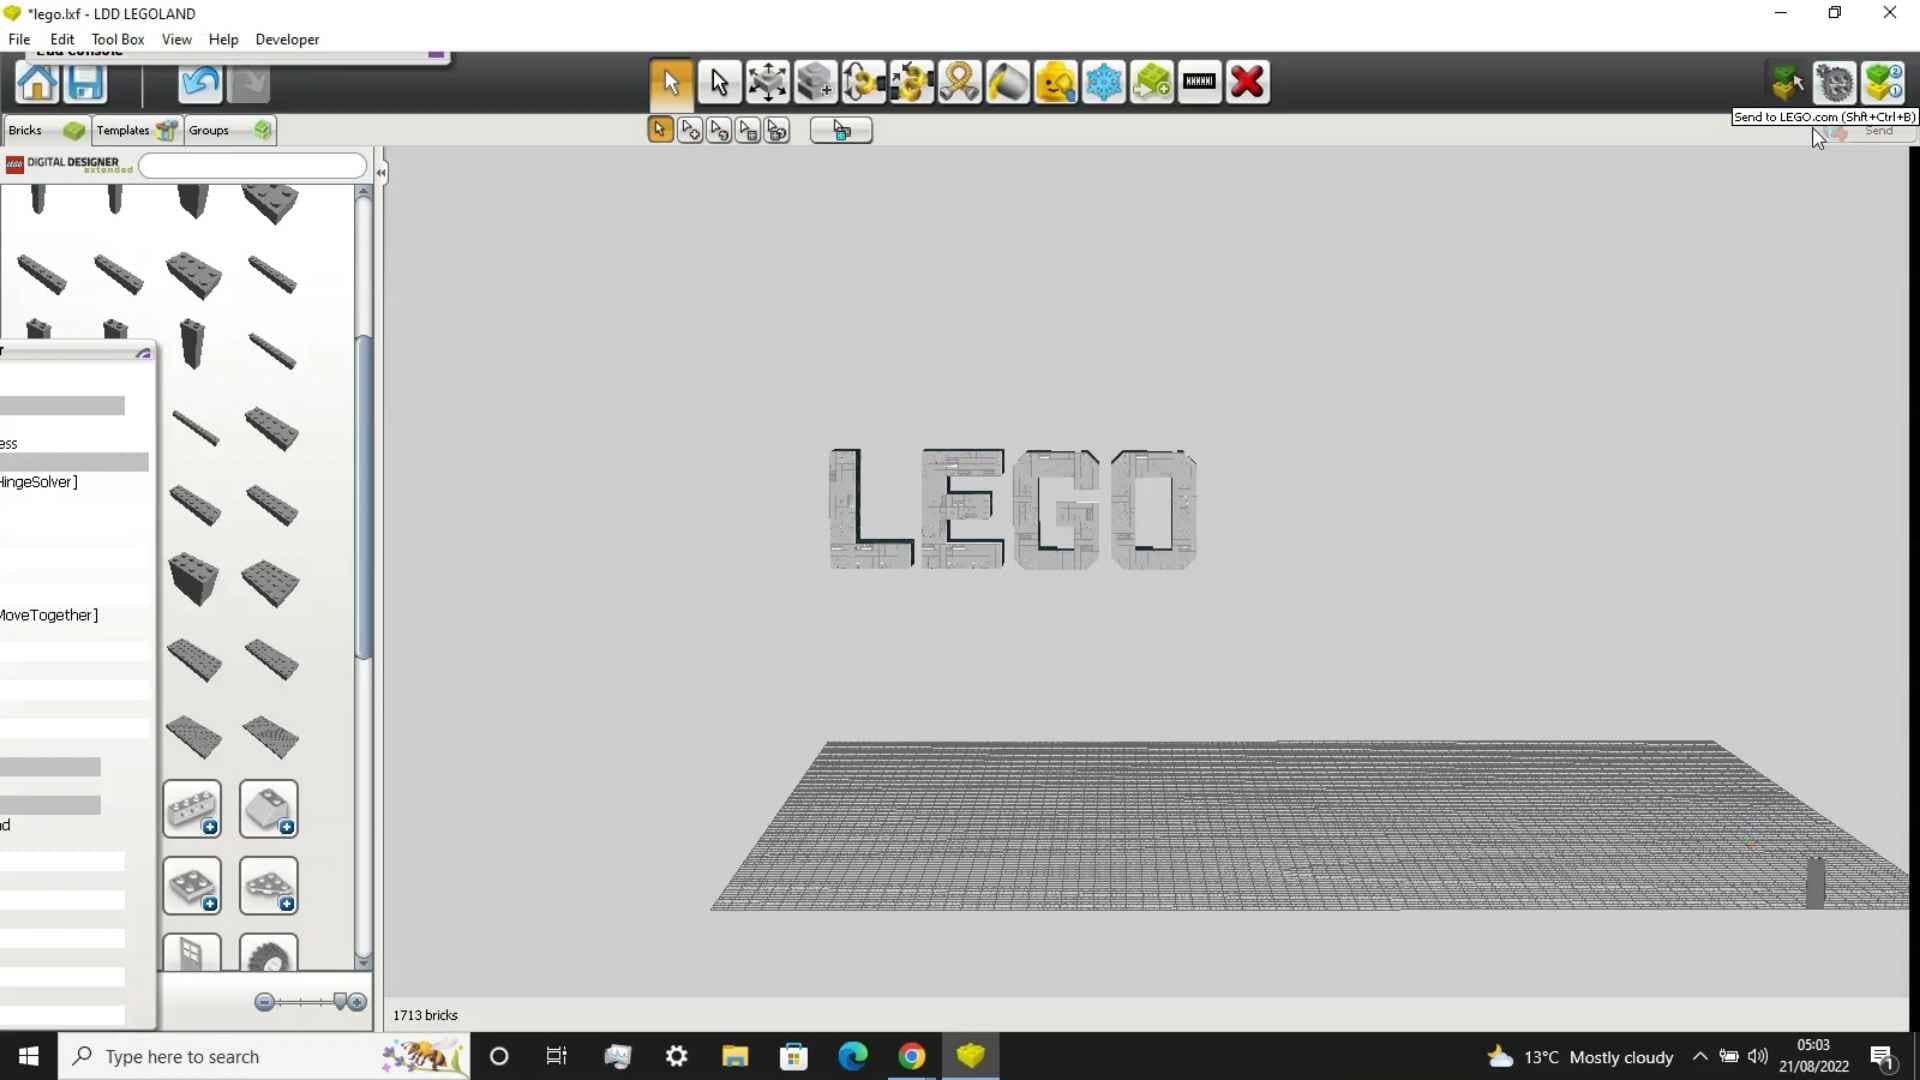 *lego.lxf - LDD LEGOLAND
File Edit Tool Box View Help Developer
Send to LEGO.com (Shft+Ctrl+B)
Bricks Templates Groups
Send
DIGITAL DESIGNER
extended
ess
HingeSolver]
LEGO
MoveTogether]
nd
1713 bricks
Type here to search
13°C Mostly cloudy
05:03
21/08/2022
1